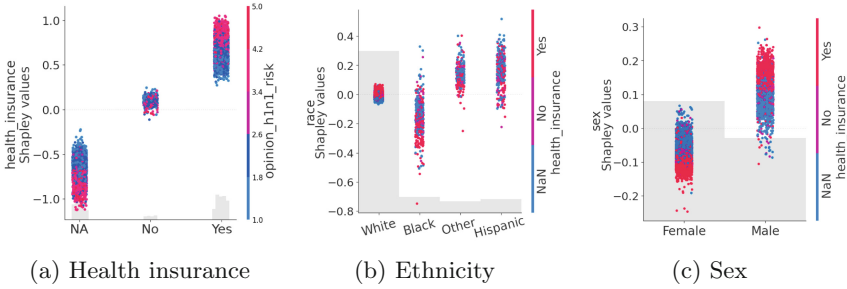 health_insurance
Shapley values
1.0
0.5
0.0
−0.5
−1.0
NA
No
Yes
5.0
4.2
3.4
2.6
1.8
1.0
opinion_h1n1_risk
(a) Health insurance
race
Shapley values
0.4
0.2
0.0
−0.2
−0.4
−0.6
−0.8
White
Black
Other
Hispanic
Yes
No
NaN
health_insurance
(b) Ethnicity
sex
Shapley values
0.3
0.2
0.1
0.0
−0.1
−0.2
Female
Male
Yes
No
NaN
health_insurance
(c) Sex